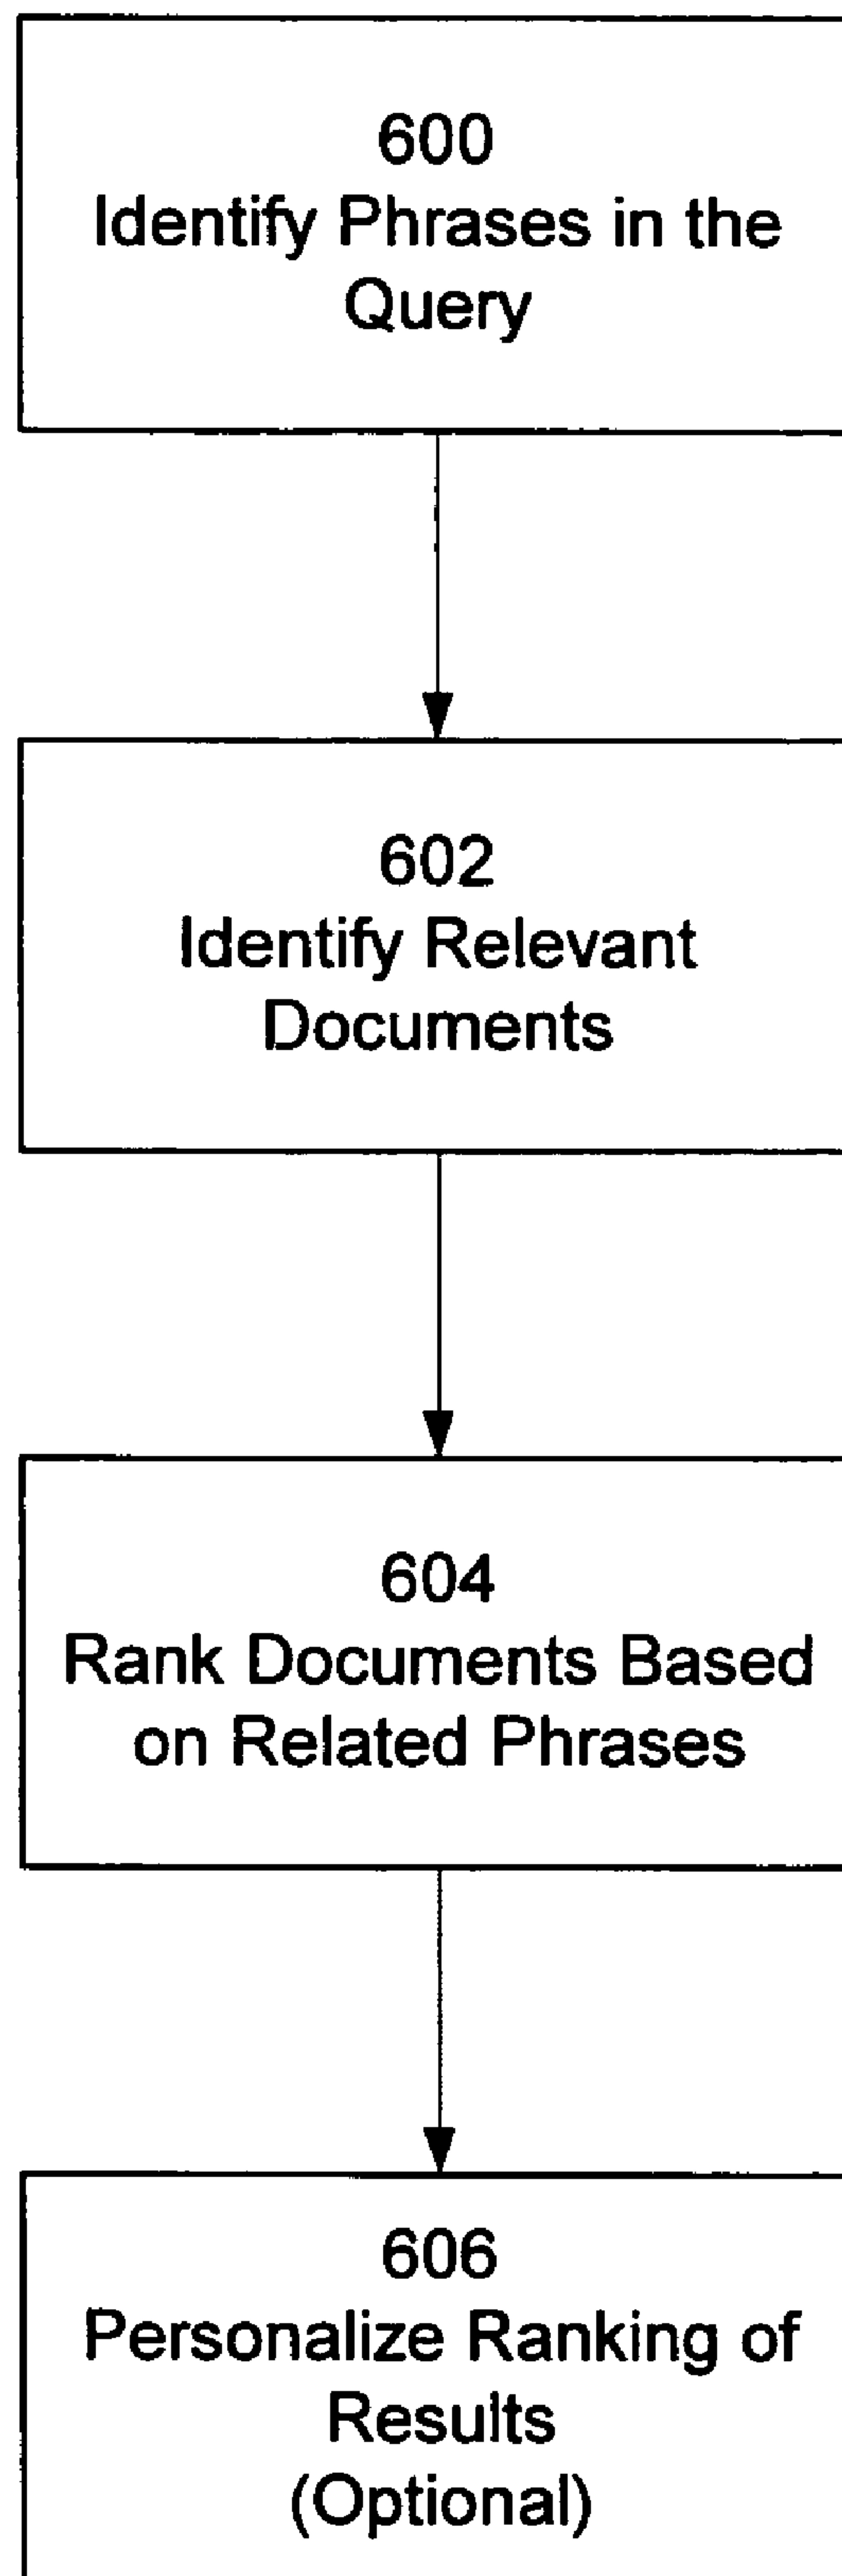 600
Identify Phrases in the
Query
602
Identify Relevant
Documents
604
Rank Documents Based
on Related Phrases
606
Personalize Ranking of
Results
(Optional)